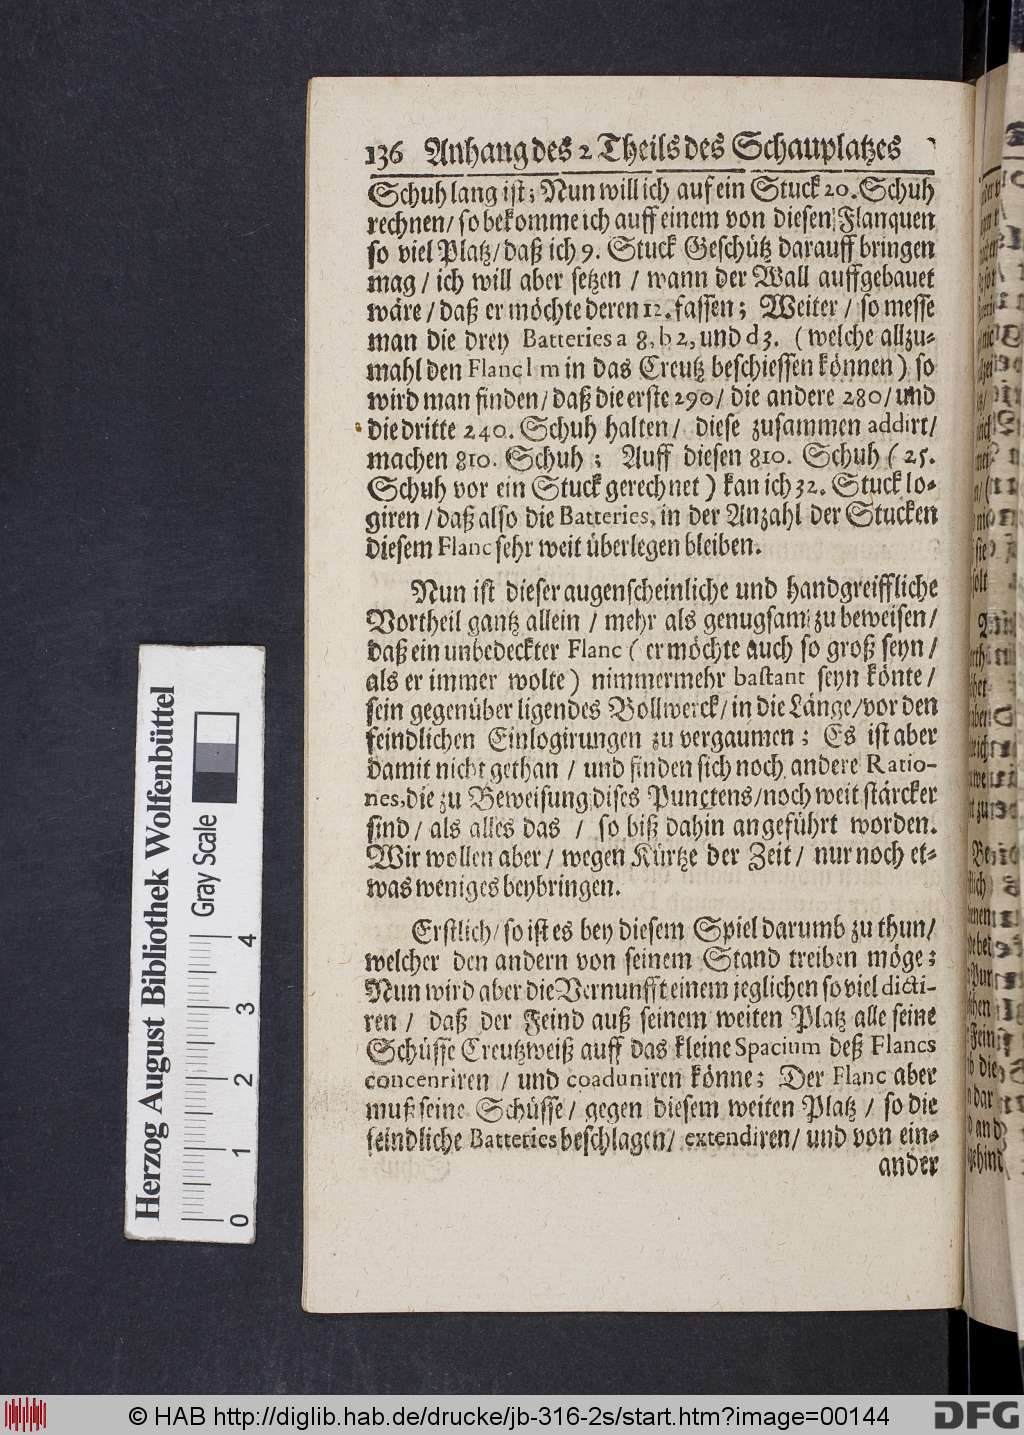 136 Anhang des 2 Theils des Schauplatzes
Schuh lang ist; Nun will ich auf ein Stuck 20. Schuh
rechnen/ so bekomme ich auff einem von diesen Flanquen
so viel Platz/ daß ich 9. Stuck Geschütz darauff bringen
mag / ich will aber setzen / wann der Wall auffgebauet
wäre / daß er möchte deren 12. fassen; Weiter / so messe
man die drey Batteries a 8, b 2, und d 3. (welche allzu-
mahl den Flanc l m in das Creutz beschiessen können) so
wird man finden/ daß die erste 290/ die andere 280/ und
die dritte 240. Schuh halten/ diese zusammen addirt/
machen 810. Schuh; Auff diesen 810. Schuh (25.
Schuh vor ein Stuck gerechnet) kan ich 32. Stuck lo-
giren / daß also die Batteries, in der Anzahl der Stucken
diesem Flanc sehr weit überlegen bleiben.
Nun ist dieser augenscheinliche und handgreiffliche
Vortheil gantz allein / mehr als genugsam zu beweisen/
daß ein unbedeckter Flanc (er möchte auch so groß seyn/
als er immer wolte) nimmermehr bastant seyn könte/
sein gegenüber ligendes Bollwerck/ in die Länge/ vor den
feindlichen Einlogirungen zu vergaumen; Es ist aber
damit nicht gethan / und finden sich noch andere Ratio-
nes, die zu Beweisung dises Punctens/ noch weit stärcker
sind/ als alles das / so biß dahin angeführt worden.
Wir wollen aber/ wegen Kürtze der Zeit/ nur noch et-
was weniges beybringen.
Erstlich/ so ist es bey diesem Spiel darumb zu thun/
welcher den andern von seinem Stand treiben möge;
Nun wird aber die Vernunfft einem jeglichen so viel dicti-
ren / daß der Feind auß seinem weiten Platz alle seine
Schüsse Creutzweiß auff das kleine Spacium deß Flancs
concenriren / und coaduniren könne; Der Flanc aber
muß seine Schüsse/ gegen diesem weiten Platz / so die
feindliche Batteries beschlagen/ extendiren/ und von ein-
ander
Herzog August Bibliothek Wolfenbüttel
Gray Scale
0 1 2 3 4
© HAB http://diglib.hab.de/drucke/jb-316-2s/start.htm?image=00144
DFG